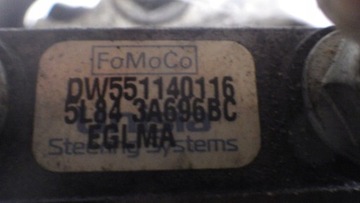 FoMoCo
DW551140116
5L84 3A696BC
EGLMA
Steering Systems